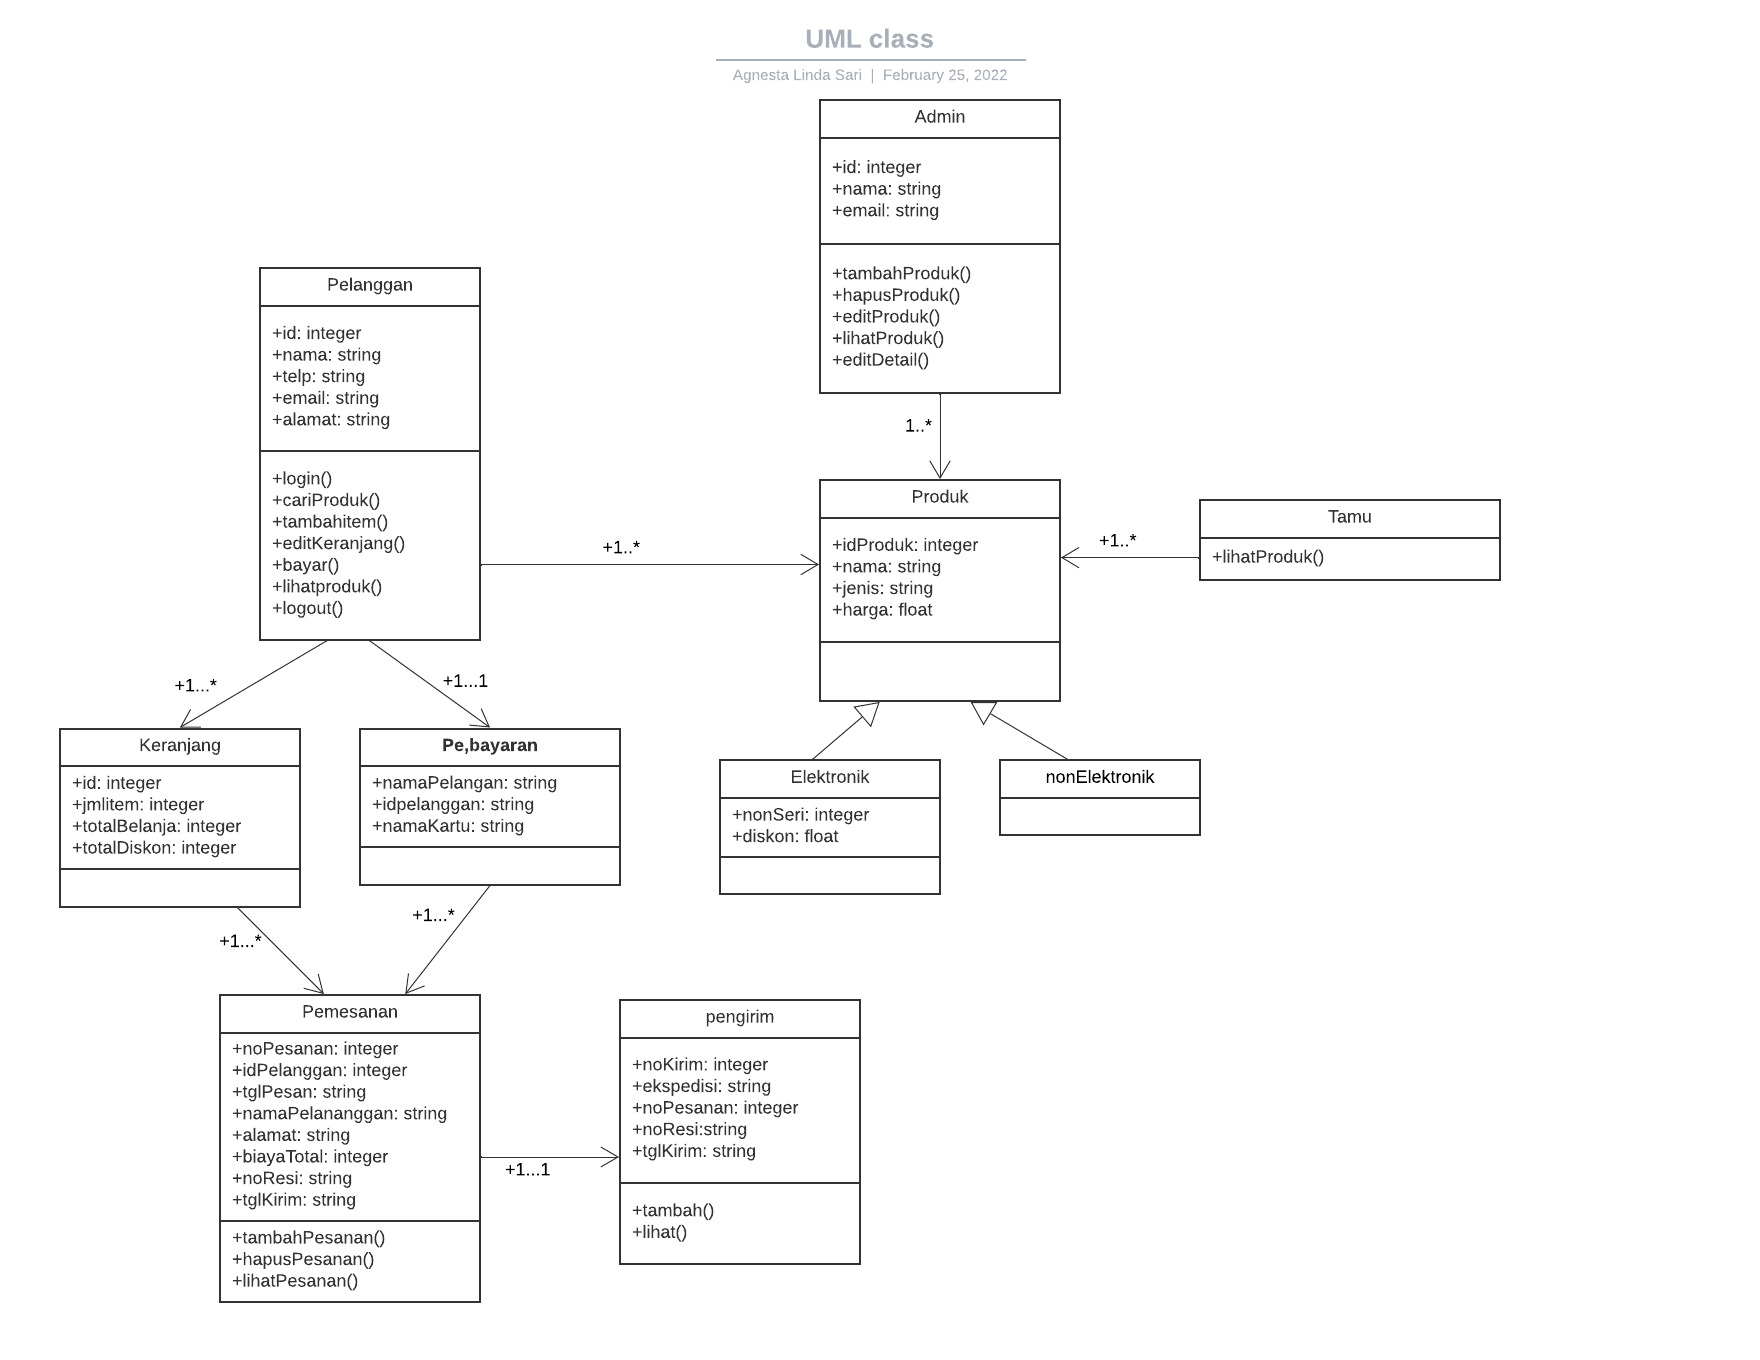 UML class
Agnesta Linda Sari | February 25, 2022
Admin
+id: integer
+nama: string
+email: string
+tambahProduk()
+hapusProduk()
+editProduk()
+lihatProduk()
+editDetail()
1..*
Pelanggan
+id: integer
+nama: string
+telp: string
+email: string
+alamat: string
+login()
+cariProduk()
+tambahitem()
+editKeranjang()
+bayar()
+lihatproduk()
+logout()
+1..*
Produk
+idProduk: integer
+nama: string
+jenis: string
+harga: float
+1..*
Tamu
+lihatProduk()
+1...*
+1...1
Keranjang
+id: integer
+jmlitem: integer
+totalBelanja: integer
+totalDiskon: integer
Pe,bayaran
+namaPelangan: string
+idpelanggan: string
+namaKartu: string
Elektronik
+nonSeri: integer
+diskon: float
nonElektronik
+1...*
+1...*
Pemesanan
+noPesanan: integer
+idPelanggan: integer
+tglPesan: string
+namaPelananggan: string
+alamat: string
+biayaTotal: integer
+noResi: string
+tglKirim: string
+tambahPesanan()
+hapusPesanan()
+lihatPesanan()
+1...1
pengirim
+noKirim: integer
+ekspedisi: string
+noPesanan: integer
+noResi:string
+tglKirim: string
+tambah()
+lihat()